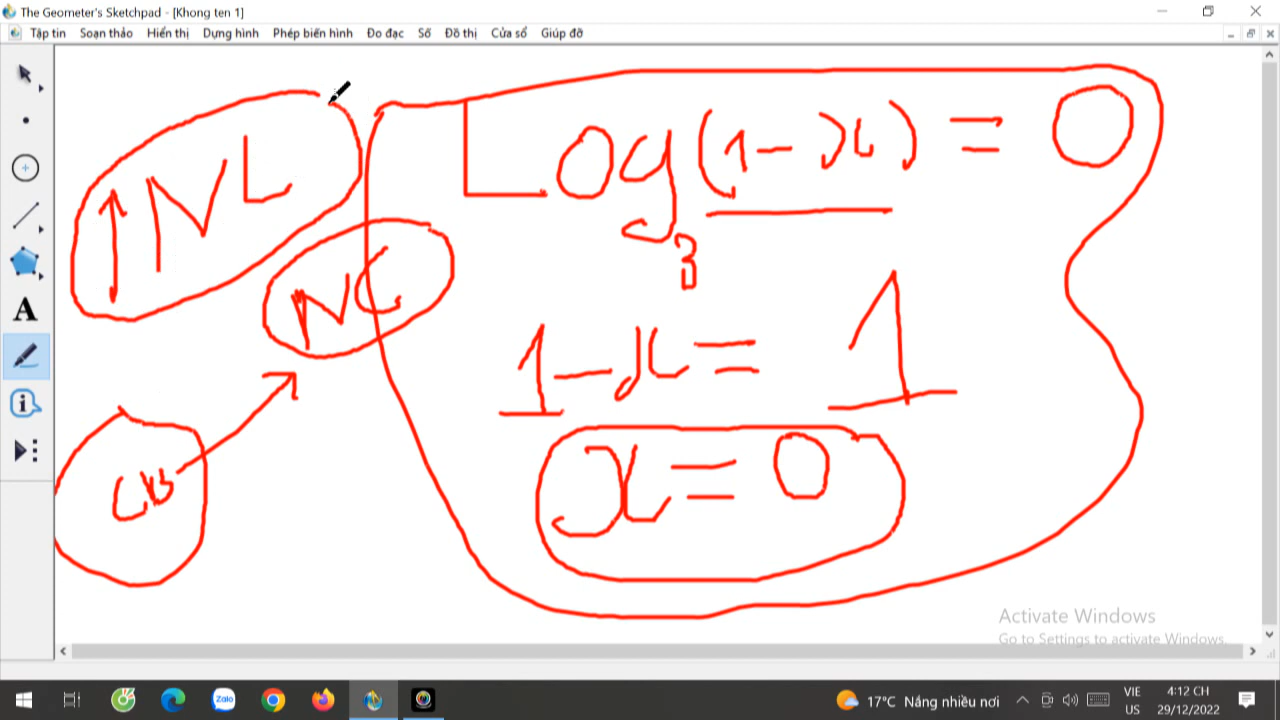 The Geometer's Sketchpad - [Khong ten 1]
Tập tin Soạn thảo Hiển thị Dựng hình Phép biến hình Đo đạc Số Đồ thị Cửa sổ Giúp đỡ
Log₃(1-x) = 0
NL
NC
1-x = 1
x = 0
CB
A
Activate Windows
Go to Settings to activate Windows.
Zalo
17°C Nắng nhiều nơi
VIE
US
4:12 CH
29/12/2022